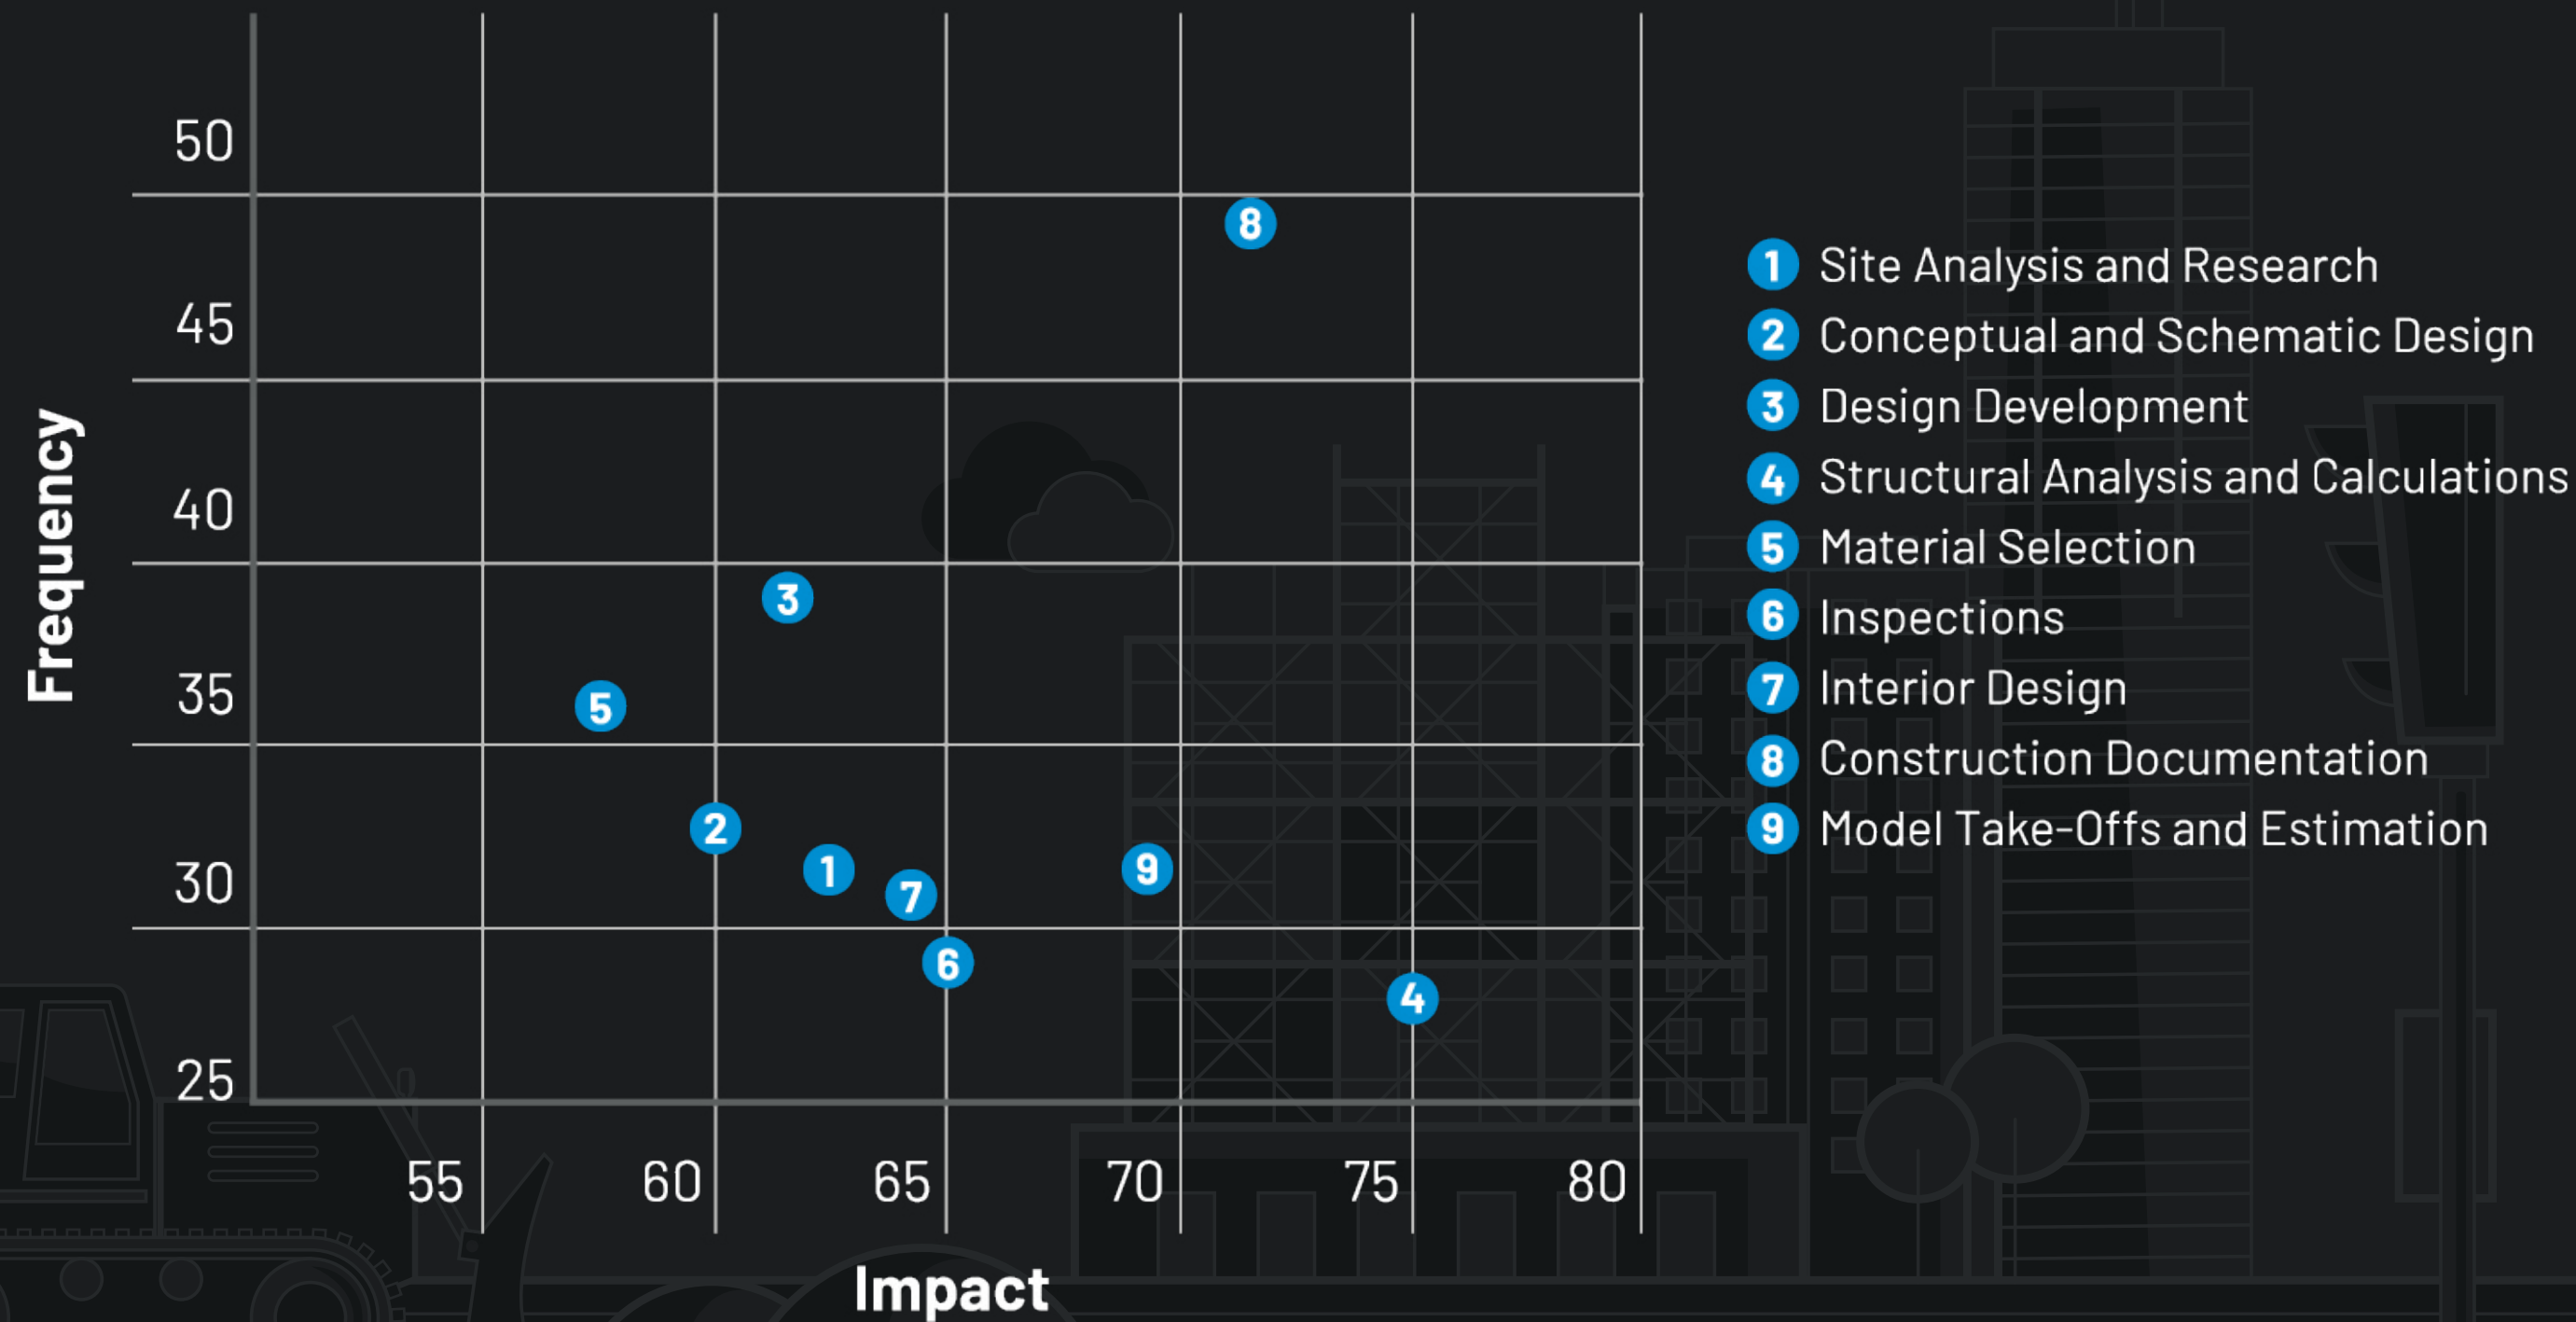 50
45
40
35
30
25
Frequency
8
3
5
2
1
7
9
6
4
55 60 65 70 75 80
Impact
1 Site Analysis and Research
2 Conceptual and Schematic Design
3 Design Development
4 Structural Analysis and Calculations
5 Material Selection
6 Inspections
7 Interior Design
8 Construction Documentation
9 Model Take-Offs and Estimation